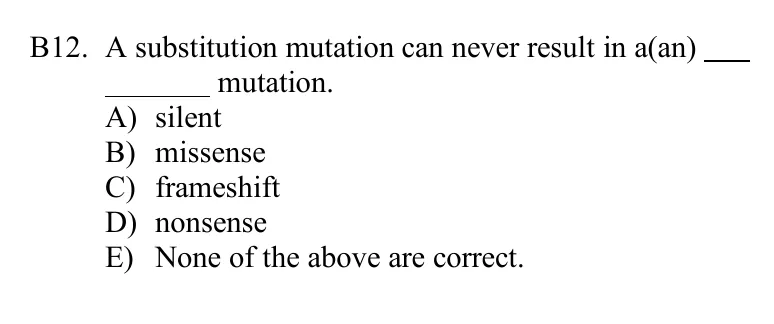 B12. A substitution mutation can never result in a(an) ___
_______ mutation.
A) silent
B) missense
C) frameshift
D) nonsense
E) None of the above are correct.